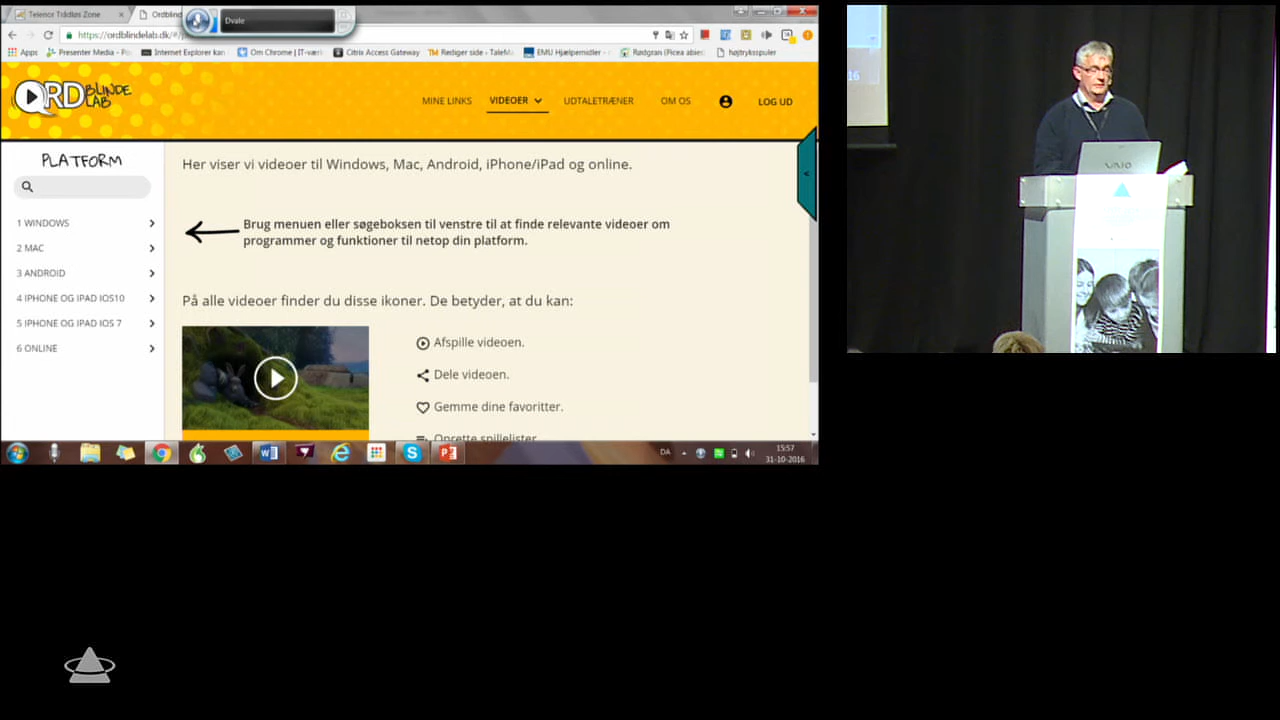 Telenor Trådløs Zone
Ordblind
Dvale
https://ordblindelab.dk/#/
Apps
Presenter Media - Po
Internet Explorer kan
Om Chrome | IT-værk
Citrix Access Gateway
TM Rediger side - TaleMa
EMU Hjælpemidler - d
Rødgran (Picea abies
højtrykspuler
ORD
BLINDE
LAB
MINE LINKS
VIDEOER
UDTALETRÆNER
OM OS
LOG UD
PLATFORM
1 WINDOWS
2 MAC
3 ANDROID
4 IPHONE OG IPAD IOS10
5 IPHONE OG IPAD IOS 7
6 ONLINE
Her viser vi videoer til Windows, Mac, Android, iPhone/iPad og online.
Brug menuen eller søgeboksen til venstre til at finde relevante videoer om
programmer og funktioner til netop din platform.
På alle videoer finder du disse ikoner. De betyder, at du kan:
Afspille videoen.
Dele videoen.
Gemme dine favoritter.
Oprette spillelister
DA
15:57
31-10-2016
16
VAIO